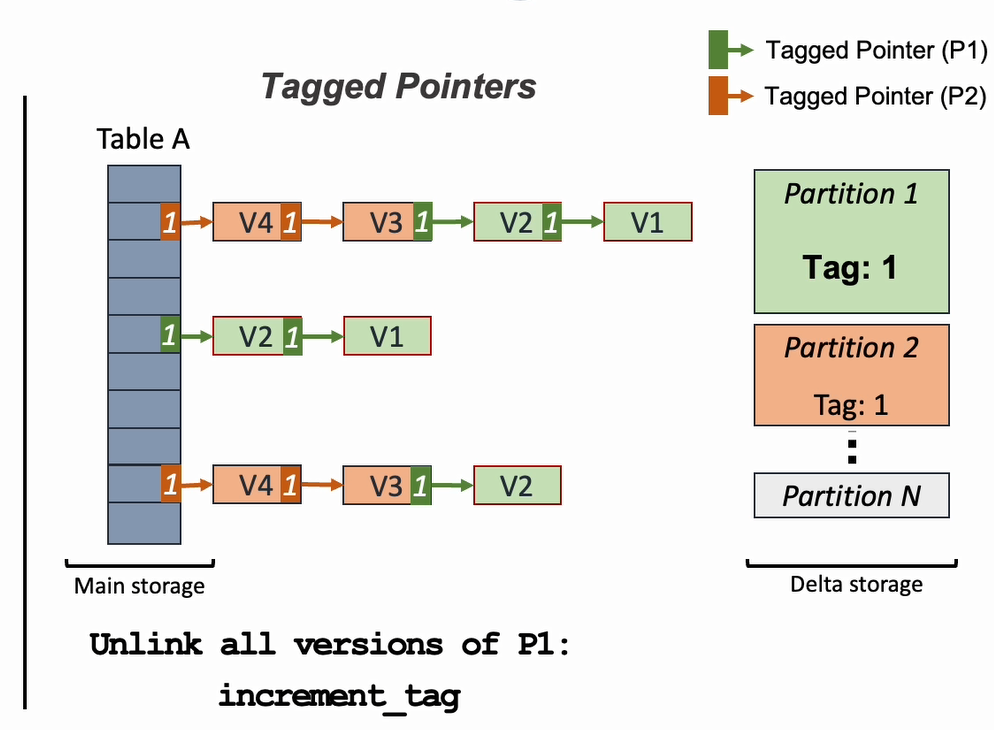 Tagged Pointer (P1)
Tagged Pointer (P2)
Tagged Pointers
Table A
1 V4 1 V3 1 V2 1 V1
1 V2 1 V1
1 V4 1 V3 1 V2
Main storage
Partition 1
Tag: 1
Partition 2
Tag: 1
Partition N
Delta storage
Unlink all versions of P1:
increment_tag